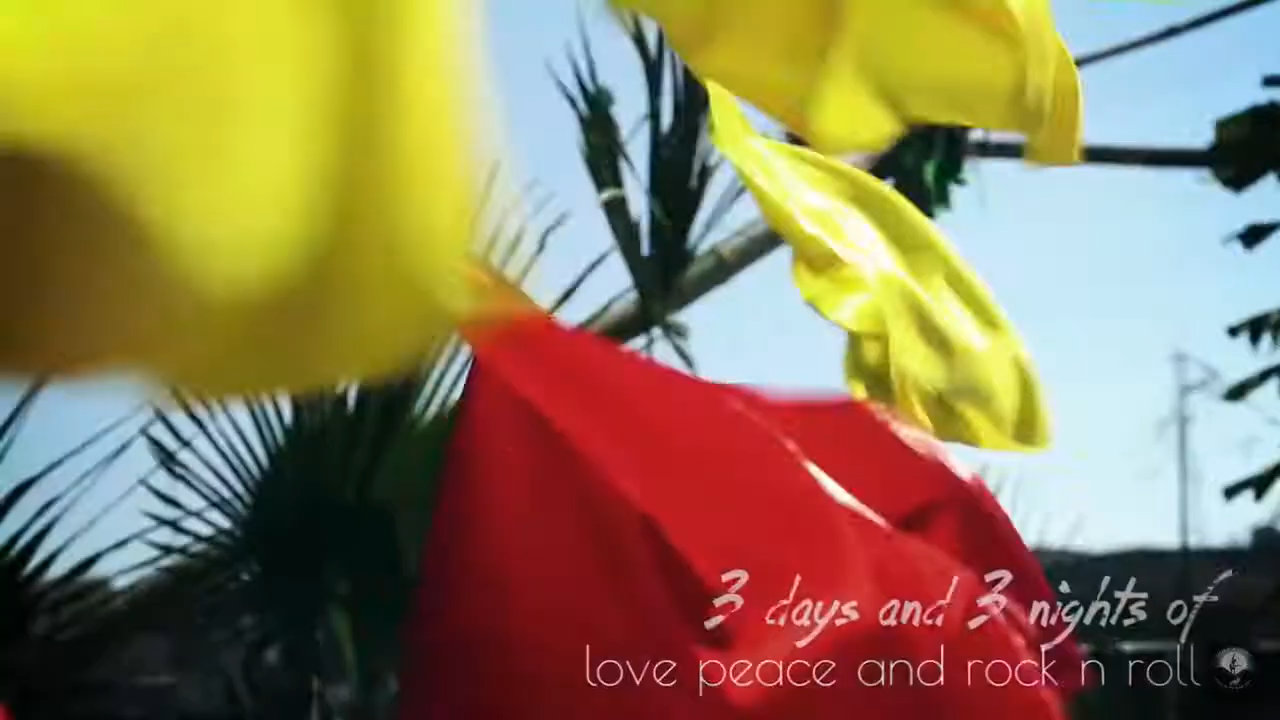 3 days and 3 nights of
love peace and rock n roll